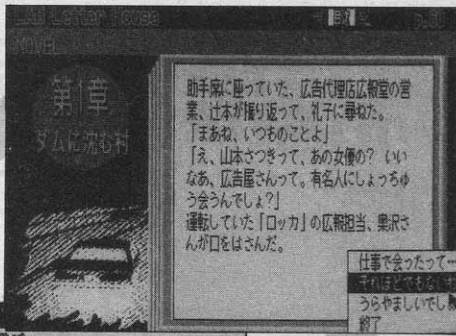 Letter House
NOVEL
第1章
ダムに沈む村
助手席に座っていた、広告代理店広報堂の営
業、辻本が振り返って、礼子に尋ねた。
「まあね、いつものことよ」
「え、山本さつきって、あの女優の? いい
なあ、広告屋さんって。有名人にしょっちゅ
う会うんでしょ?」
運転していた「ロッカ」の広報担当、奥沢さ
んが口をはさんだ。
仕事で会ったって…
それほどでもないわ
うらやましいでし
終了